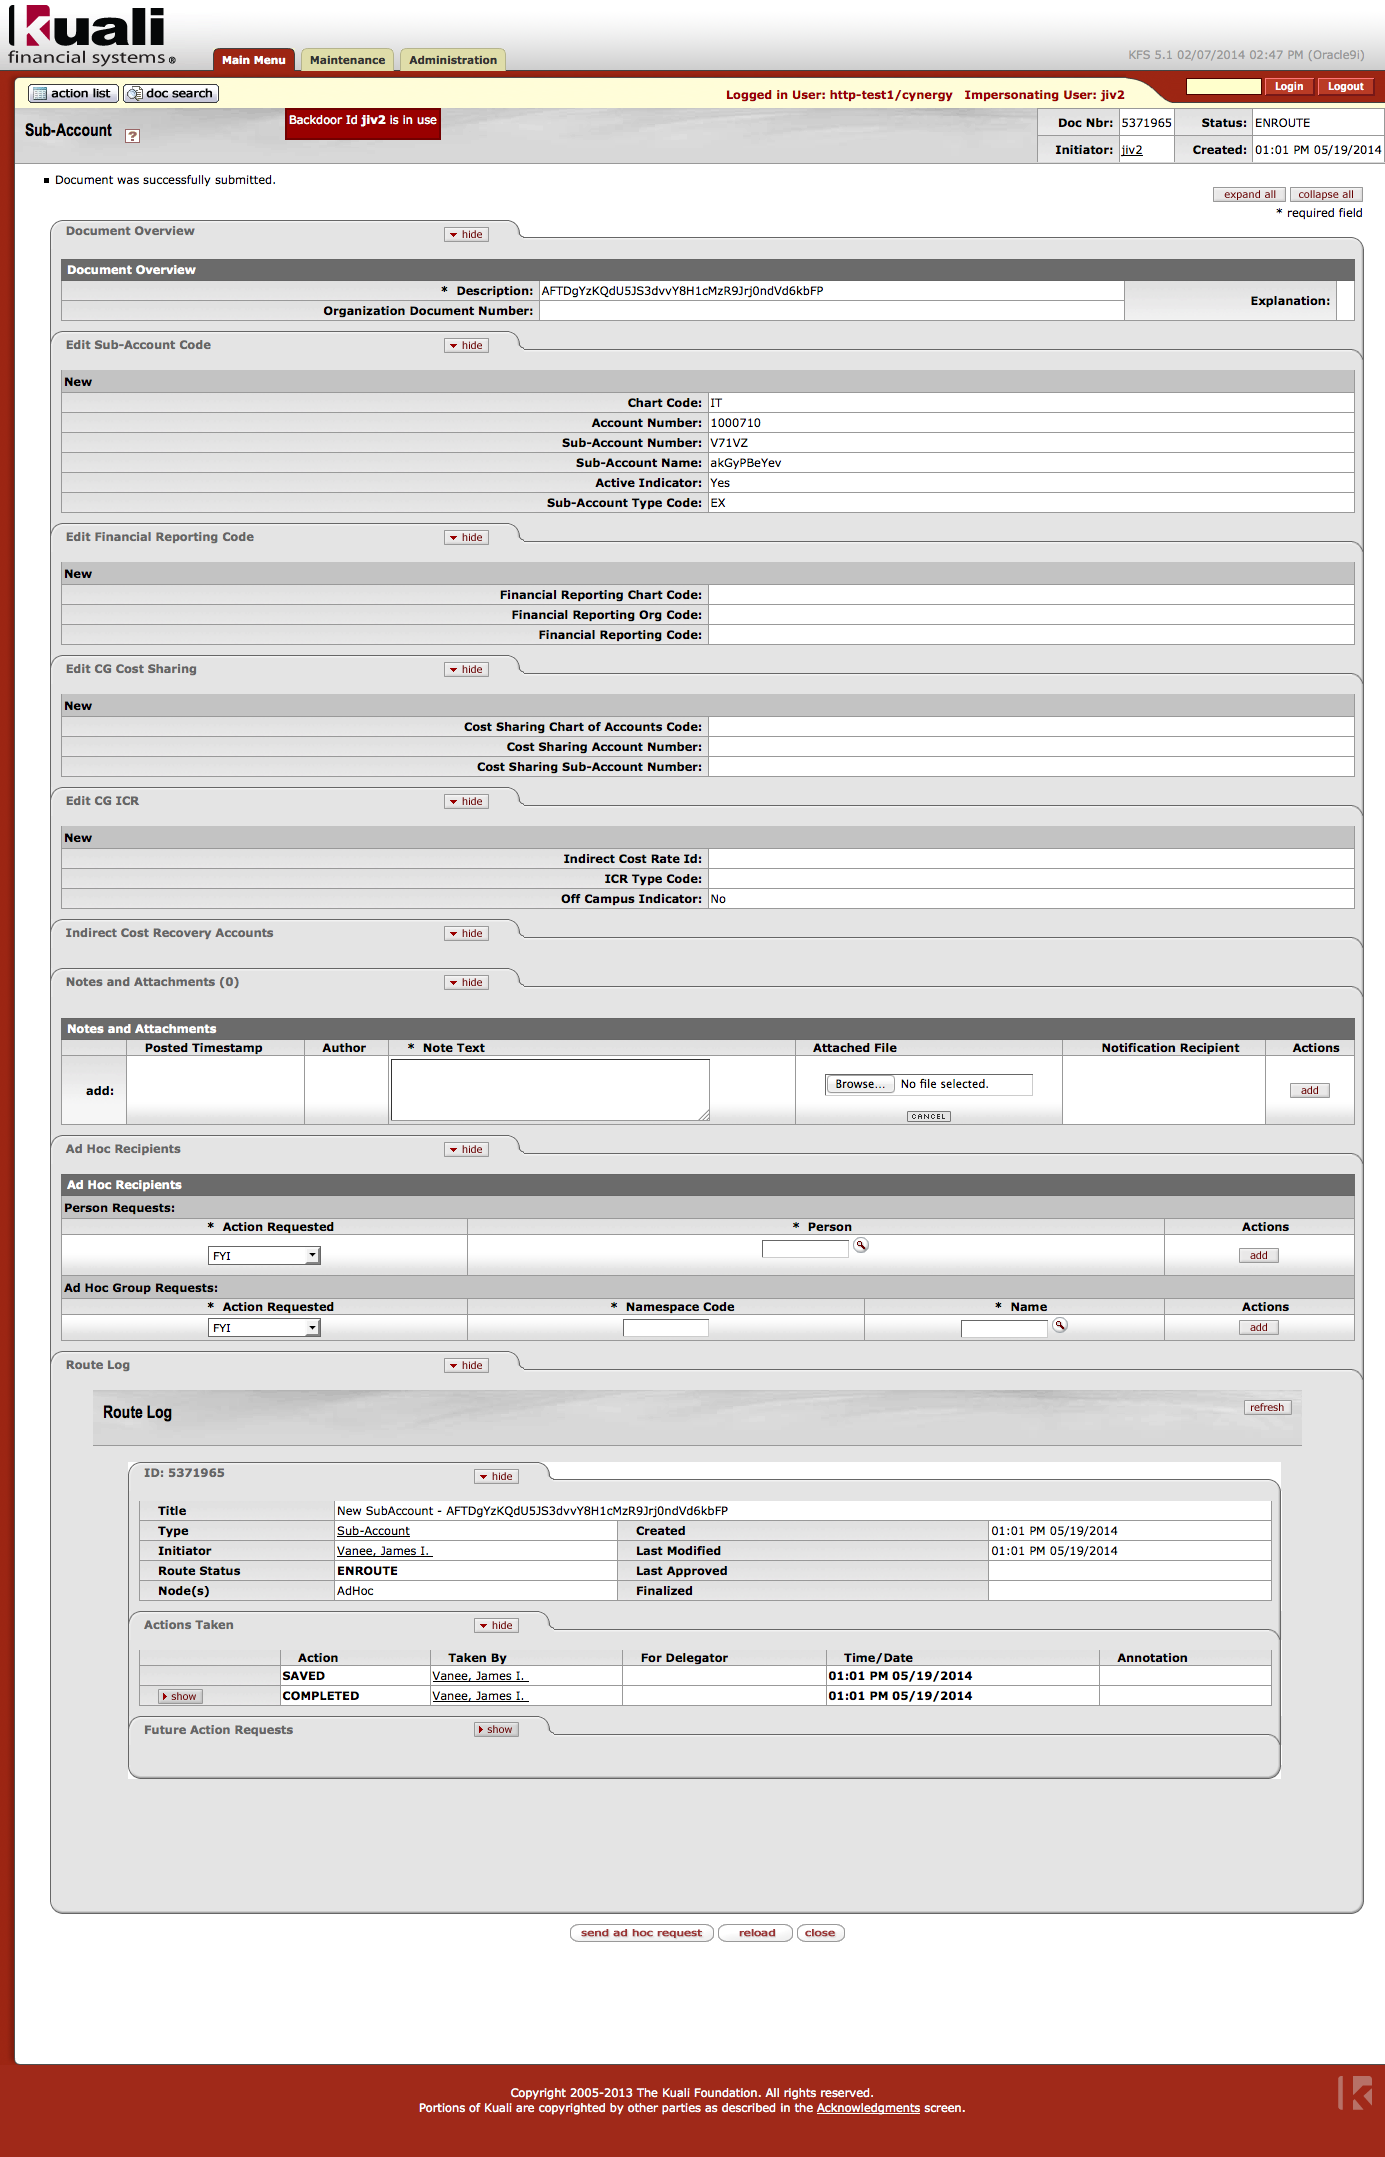 Kuali
financial systems ®
Main Menu Maintenance Administration
KFS 5.1 02/07/2014 02:47 PM (Oracle9i)
action list doc search
Logged in User: http-test1/cynergy Impersonating User: jiv2
Login Logout
Sub-Account ?
Backdoor Id jiv2 is in use
Doc Nbr: 5371965 Status: ENROUTE
Initiator: jiv2 Created: 01:01 PM 05/19/2014
Document was successfully submitted.
expand all collapse all
* required field
Document Overview hide
Document Overview
* Description: AFTDgYzKQdU5JS3dvvY8H1cMzR9Jrj0ndVd6kbFP
Explanation:
Organization Document Number:
Edit Sub-Account Code hide
New
Chart Code: IT
Account Number: 1000710
Sub-Account Number: V71VZ
Sub-Account Name: akGyPBeYev
Active Indicator: Yes
Sub-Account Type Code: EX
Edit Financial Reporting Code hide
New
Financial Reporting Chart Code:
Financial Reporting Org Code:
Financial Reporting Code:
Edit CG Cost Sharing hide
New
Cost Sharing Chart of Accounts Code:
Cost Sharing Account Number:
Cost Sharing Sub-Account Number:
Edit CG ICR hide
New
Indirect Cost Rate Id:
ICR Type Code:
Off Campus Indicator: No
Indirect Cost Recovery Accounts hide
Notes and Attachments (0) hide
Notes and Attachments
Posted Timestamp Author * Note Text Attached File Notification Recipient Actions
add: Browse... No file selected. add
CANCEL
Ad Hoc Recipients hide
Ad Hoc Recipients
Person Requests:
* Action Requested * Person Actions
FYI add
Ad Hoc Group Requests:
* Action Requested * Namespace Code * Name Actions
FYI add
Route Log hide
Route Log refresh
ID: 5371965 hide
Title New SubAccount - AFTDgYzKQdU5JS3dvvY8H1cMzR9Jrj0ndVd6kbFP
Type Sub-Account Created 01:01 PM 05/19/2014
Initiator Vanee, James I. Last Modified 01:01 PM 05/19/2014
Route Status ENROUTE Last Approved
Node(s) AdHoc Finalized
Actions Taken hide
Action Taken By For Delegator Time/Date Annotation
SAVED Vanee, James I. 01:01 PM 05/19/2014
show COMPLETED Vanee, James I. 01:01 PM 05/19/2014
Future Action Requests show
send ad hoc request reload close
Copyright 2005-2013 The Kuali Foundation. All rights reserved.
Portions of Kuali are copyrighted by other parties as described in the Acknowledgments screen.